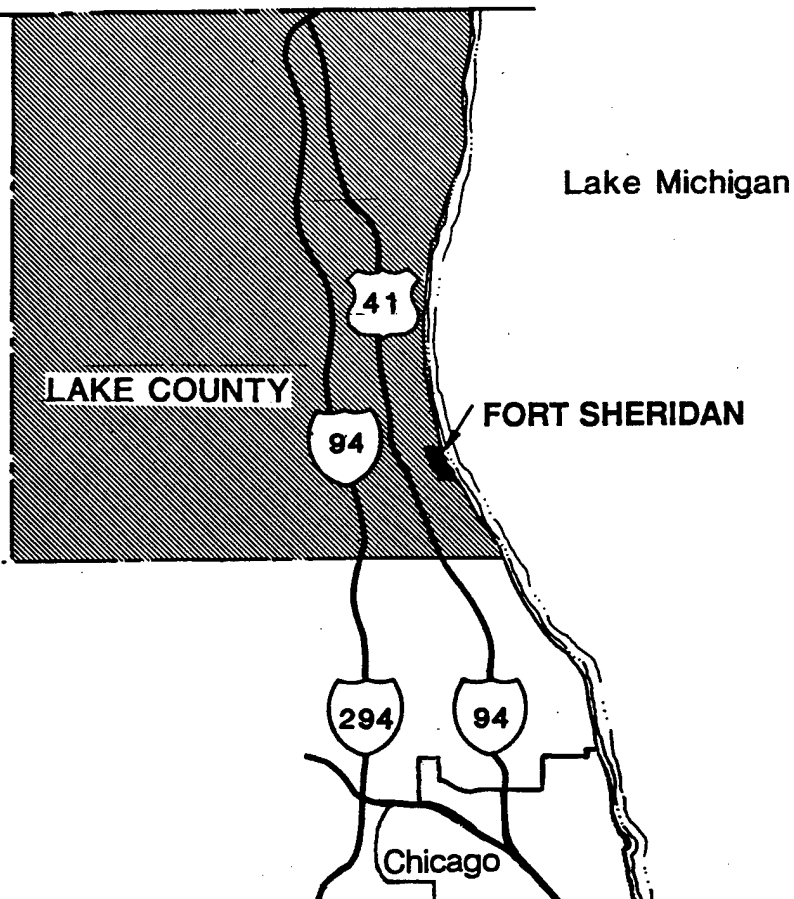 Lake Michigan
41
LAKE COUNTY
FORT SHERIDAN
94
294
94
Chicago